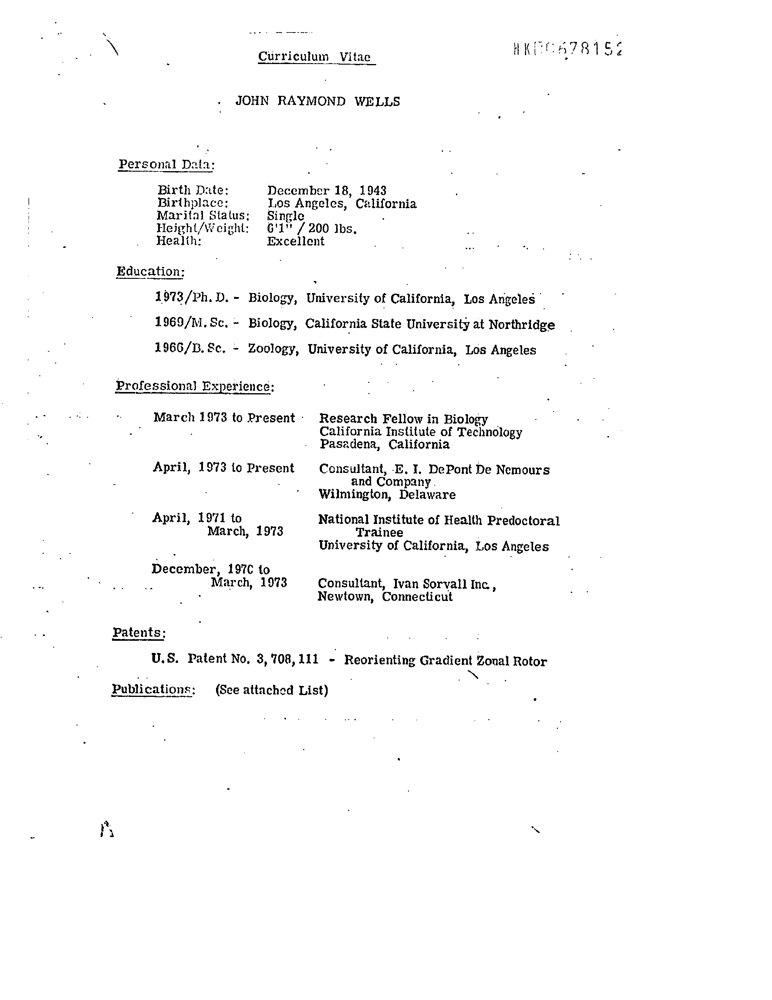 Curriculum Vitae
JOHN RAYMOND WELLS
Personal Data:
Birth Date: December 18, 1943
Birthplace: Los Angeles, California
Marital Status: Single
Height/Weight: 6'1" / 200 lbs.
Health: Excellent
Education:
1973/Ph. D. - Biology, University of California, Los Angeles
1969/M. Sc. - Biology, California State University at Northridge
1966/B. Sc. - Zoology, University of California, Los Angeles
Professional Experience:
March 1973 to Present Research Fellow in Biology
California Institute of Technology
Pasadena, California
April, 1973 to Present Consultant, E. I. DePont De Nemours
and Company
Wilmington, Delaware
April, 1971 to National Institute of Health Predoctoral
March, 1973 Trainee
University of California, Los Angeles
December, 1970 to
March, 1973 Consultant, Ivan Sorvall Inc.,
Newtown, Connecticut
Patents:
U.S. Patent No. 3,708,111 - Reorienting Gradient Zonal Rotor
Publications: (See attached List)